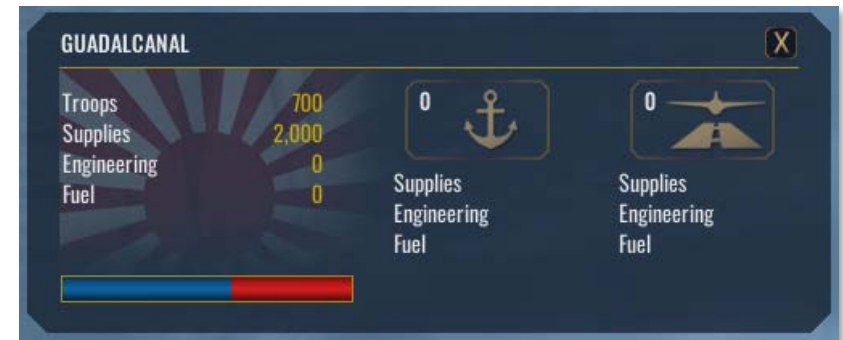 GUADALCANAL X
Troops 700
Supplies 2,000
Engineering 0
Fuel 0
0
Supplies
Engineering
Fuel
0
Supplies
Engineering
Fuel